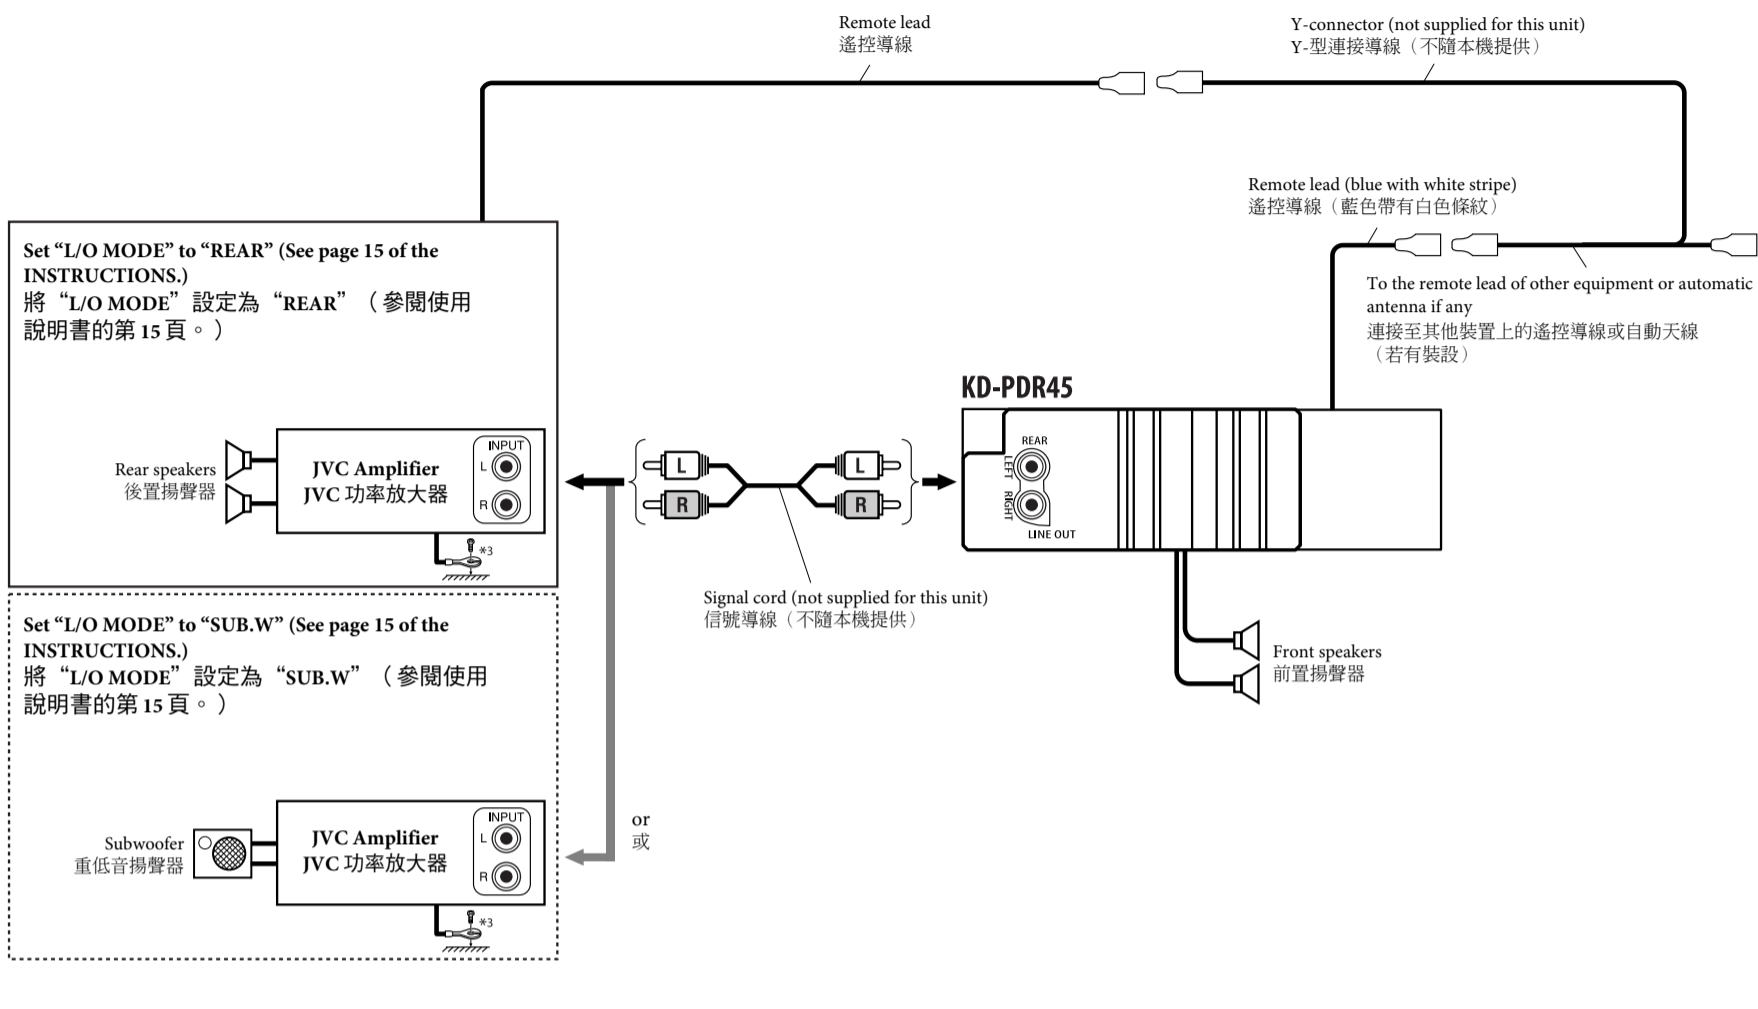 Remote lead
遙控導線
Y-connector (not supplied for this unit)
Y-型連接導線（不隨本機提供）
Remote lead (blue with white stripe)
遙控導線（藍色帶有白色條紋）
To the remote lead of other equipment or automatic
antenna if any
連接至其他裝置上的遙控導線或自動天線
（若有裝設）
Set “L/O MODE” to “REAR” (See page 15 of the
INSTRUCTIONS.)
將“L/O MODE”設定為“REAR”（參閱使用
說明書的第 15 頁。）
Rear speakers
後置揚聲器
JVC Amplifier
JVC 功率放大器
INPUT
L
R
*3
L
R
L
R
Signal cord (not supplied for this unit)
信號導線（不隨本機提供）
KD-PDR45
REAR
LEFT
RIGHT
LINE OUT
Front speakers
前置揚聲器
Set “L/O MODE” to “SUB.W” (See page 15 of the
INSTRUCTIONS.)
將“L/O MODE”設定為“SUB.W”（參閱使用
說明書的第 15 頁。）
Subwoofer
重低音揚聲器
JVC Amplifier
JVC 功率放大器
INPUT
L
R
*3
or
或